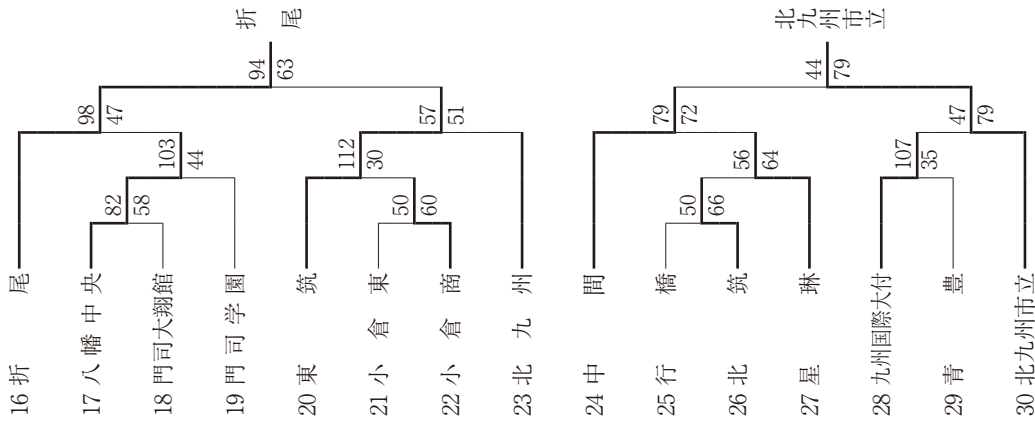 折尾
北九州市立
94 63
44 79
98 47
57 51
79 72
47 79
103 44
112 30
56 64
107 35
82 58
50 60
50 66
16 折尾
17 八幡中央
18 門司大翔館
19 門司学園
20 東筑
21 小倉東
22 小倉商
23 北九州
24 中間
25 行橋
26 北筑
27 星琳
28 九州国際大付
29 青豊
30 北九州市立